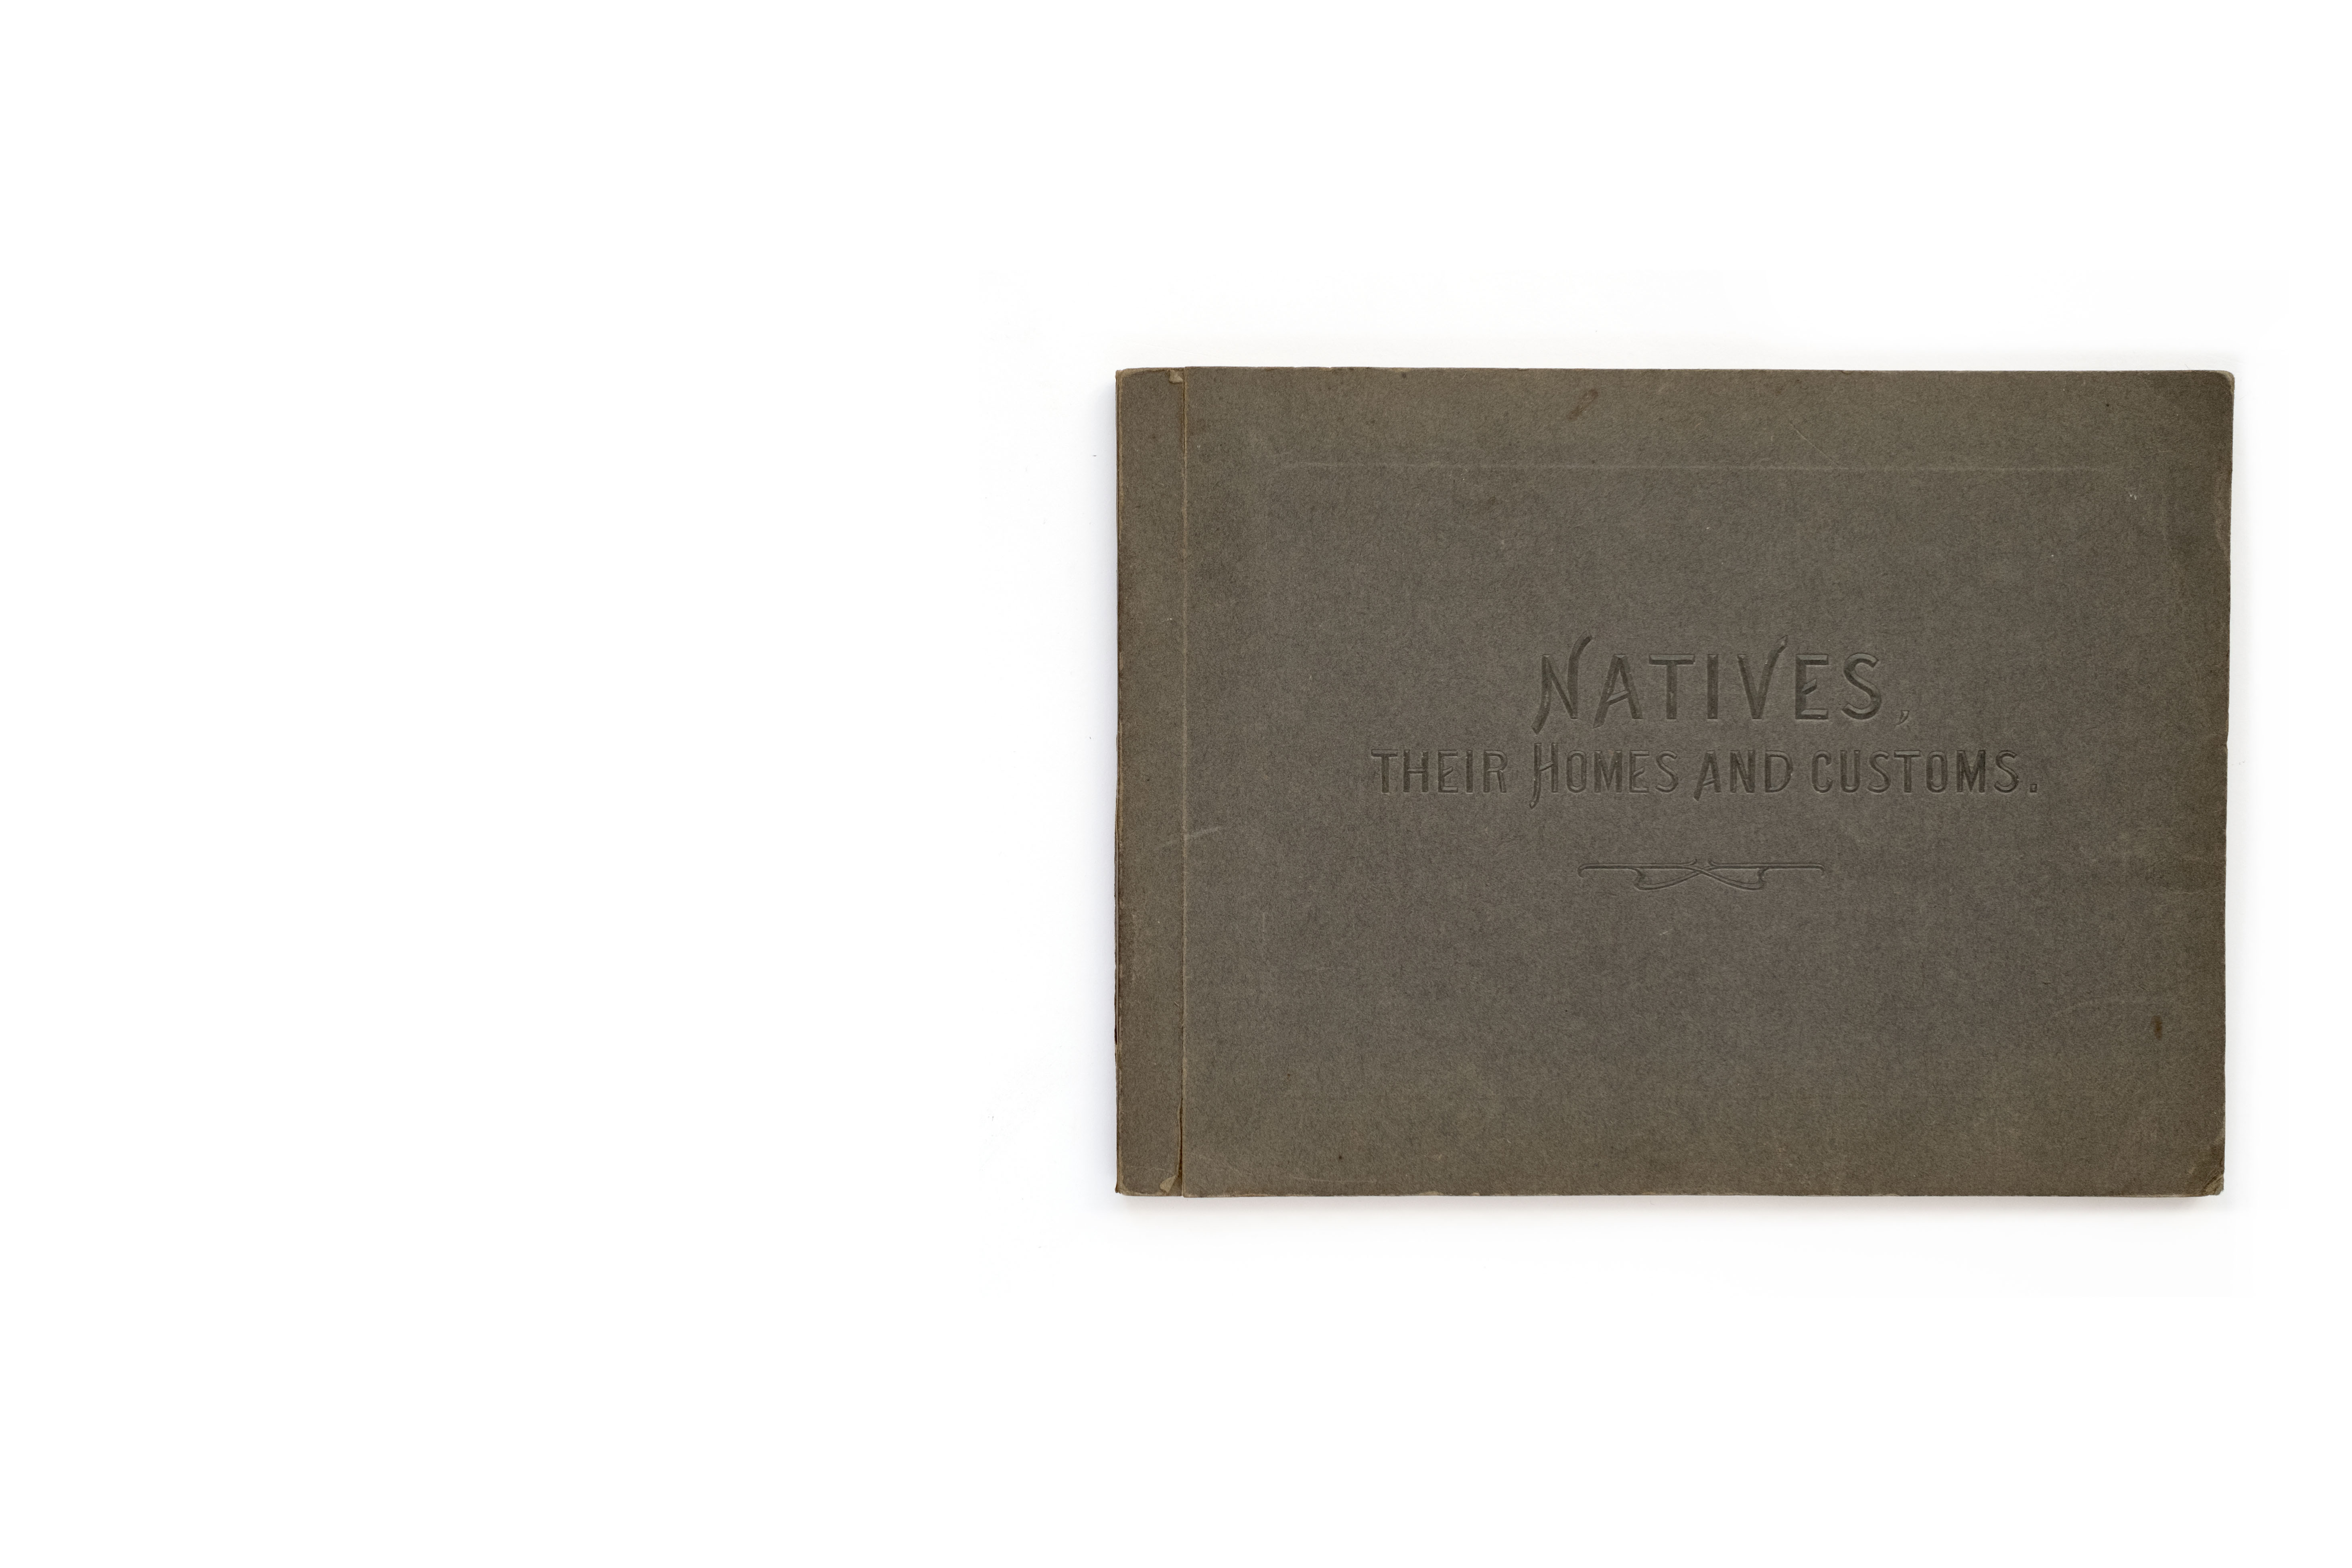 NATIVES,
THEIR HOMES AND CUSTOMS.